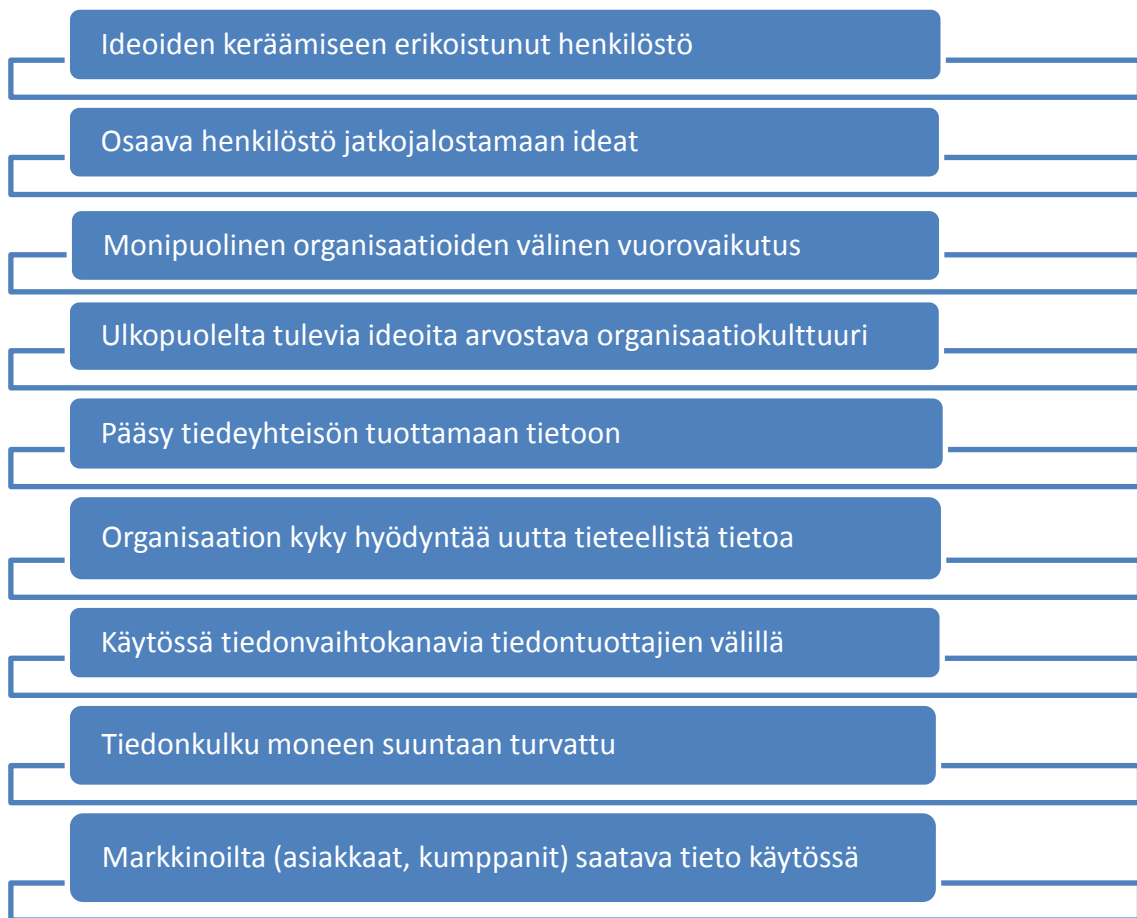 Ideoiden keräämiseen erikoistunut henkilöstö
Osaava henkilöstö jatkojalostamaan ideat
Monipuolinen organisaatioiden välinen vuorovaikutus
Ulkopuolelta tulevia ideoita arvostava organisaatiokulttuuri
Pääsy tiedeyhteisön tuottamaan tietoon
Organisaation kyky hyödyntää uutta tieteellistä tietoa
Käytössä tiedonvaihtokanavia tiedontuottajien välillä
Tiedonkulku moneen suuntaan turvattu
Markkinoilta (asiakkaat, kumppanit) saatava tieto käytössä